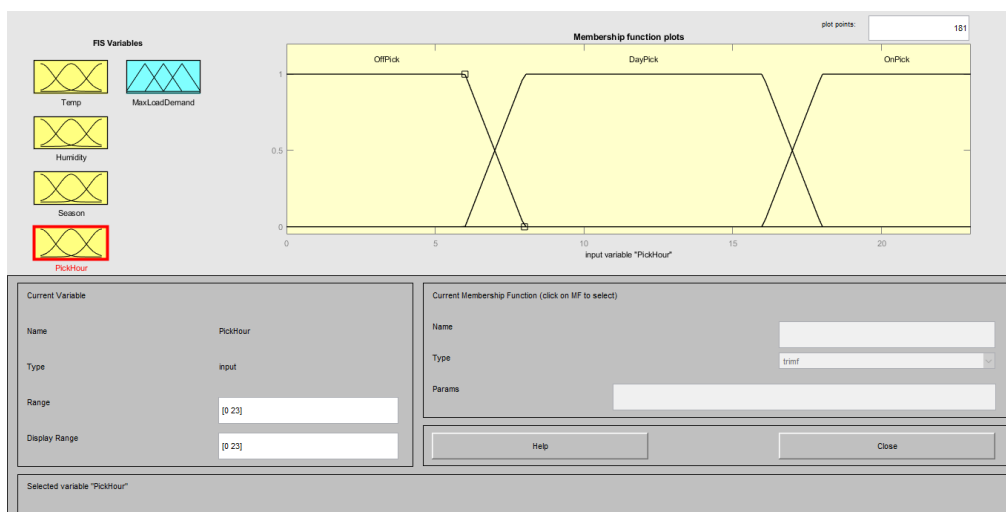 plot points:
181
FIS Variables
Membership function plots
OffPick
DayPick
OnPick
1
0.5
0
0
5
10
15
20
input variable "PickHour"
Temp
MaxLoadDemand
Humidity
Season
PickHour
Current Variable
Name
PickHour
Type
input
Range
[0 23]
Display Range
[0 23]
Current Membership Function (click on MF to select)
Name
Type
trimf
Params
Help
Close
Selected variable "PickHour"